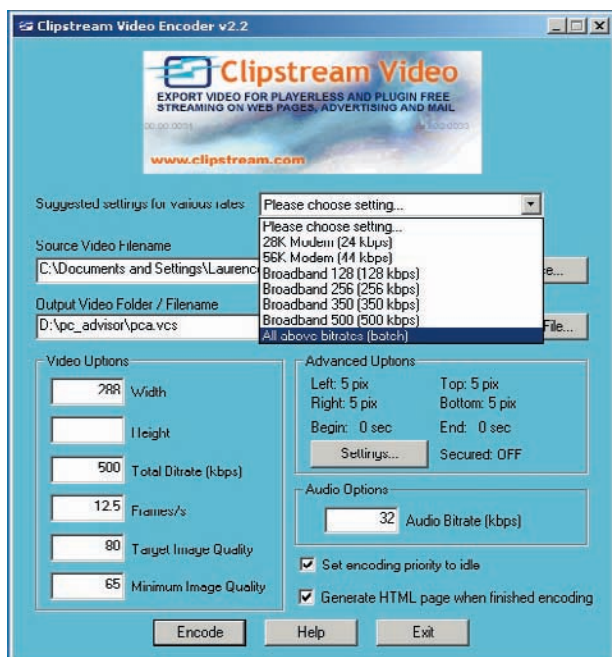 Clipstream Video Encoder v2.2
Clipstream Video
EXPORT VIDEO FOR PLAYERLESS AND PLUGIN FREE
STREAMING ON WEB PAGES, ADVERTISING AND MAIL
www.clipstream.com
Suggested settings for various rates
Please choose setting...
Please choose setting...
28K Modem (24 kbps)
56K Modem (44 kbps)
Broadband 128 (128 kbps)
Broadband 256 (256 kbps)
Broadband 350 (350 kbps)
Broadband 500 (500 kbps)
All above bitrates (batch)
Source Video Filename
C:\Documents and Settings\Laurenc
e...
Output Video Folder / Filename
D:\pc_advisor\pca.vcs
File...
Video Options
288 Width
Height
500 Total Bitrate (kbps)
12.5 Frames/s
80 Target Image Quality
65 Minimum Image Quality
Advanced Options
Left: 5 pix Top: 5 pix
Right: 5 pix Bottom: 5 pix
Begin: 0 sec End: 0 sec
Settings... Secured: OFF
Audio Options
32 Audio Bitrate (kbps)
Set encoding priority to idle
Generate HTML page when finished encoding
Encode Help Exit